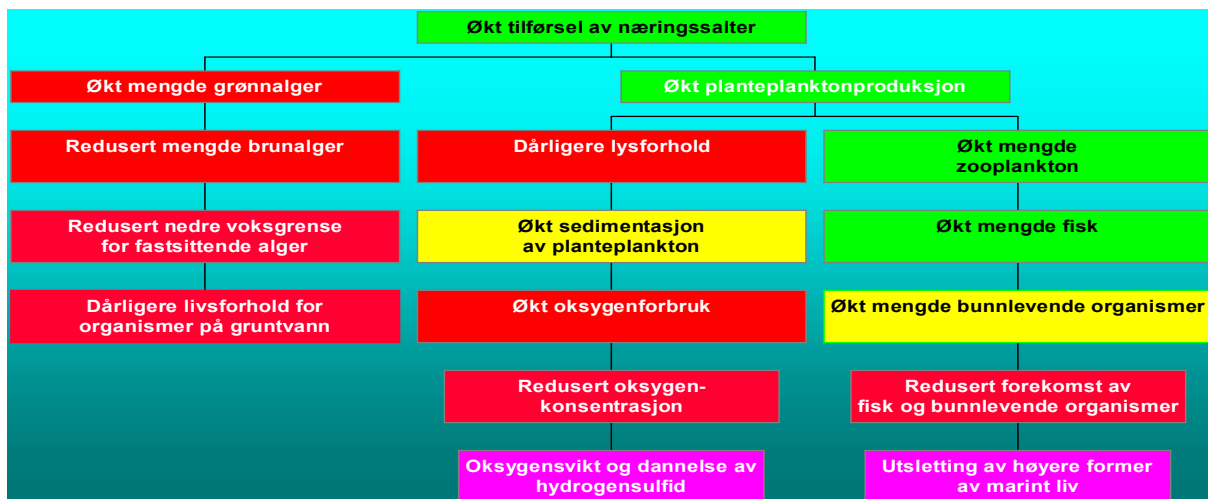 Økt tilførsel av næringssalter
Økt mengde grønnalger
Økt planteplanktonproduksjon
Redusert mengde brunalger
Dårligere lysforhold
Økt mengde
zooplankton
Redusert nedre voksgrense
for fastsittende alger
Økt sedimentasjon
av planteplankton
Økt mengde fisk
Dårligere livsforhold for
organismer på gruntvann
Økt oksygenforbruk
Økt mengde bunnlevende organismer
Redusert oksygen-
konsentrasjon
Redusert forekomst av
fisk og bunnlevende organismer
Oksygensvikt og dannelse av
hydrogensulfid
Utsletting av høyere former
av marint liv